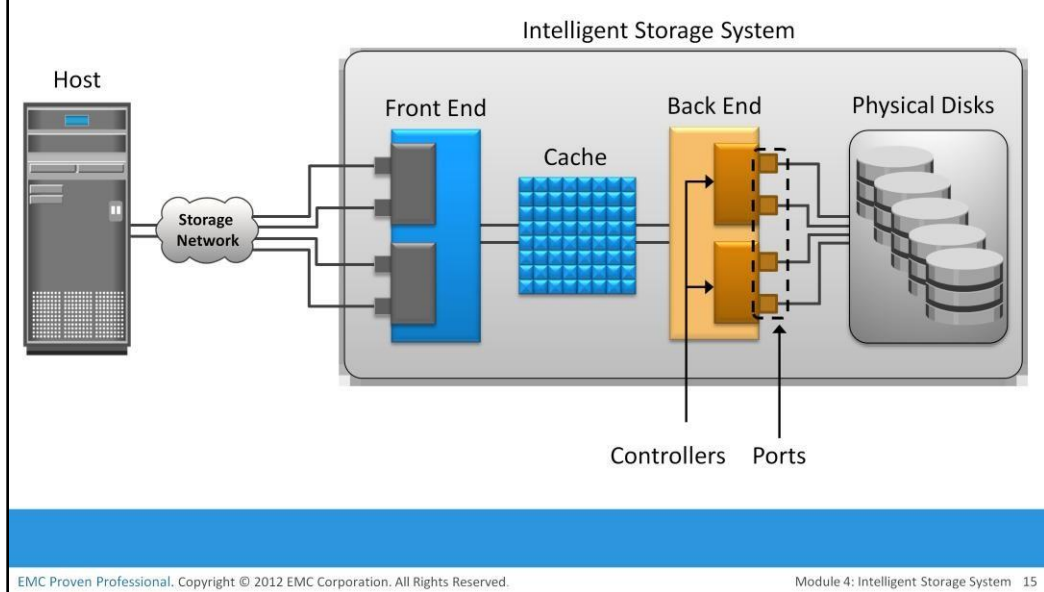 Intelligent Storage System
Host
Front End
Back End
Physical Disks
Cache
Storage
Network
Controllers
Ports
EMC Proven Professional. Copyright © 2012 EMC Corporation. All Rights Reserved.
Module 4: Intelligent Storage System 15